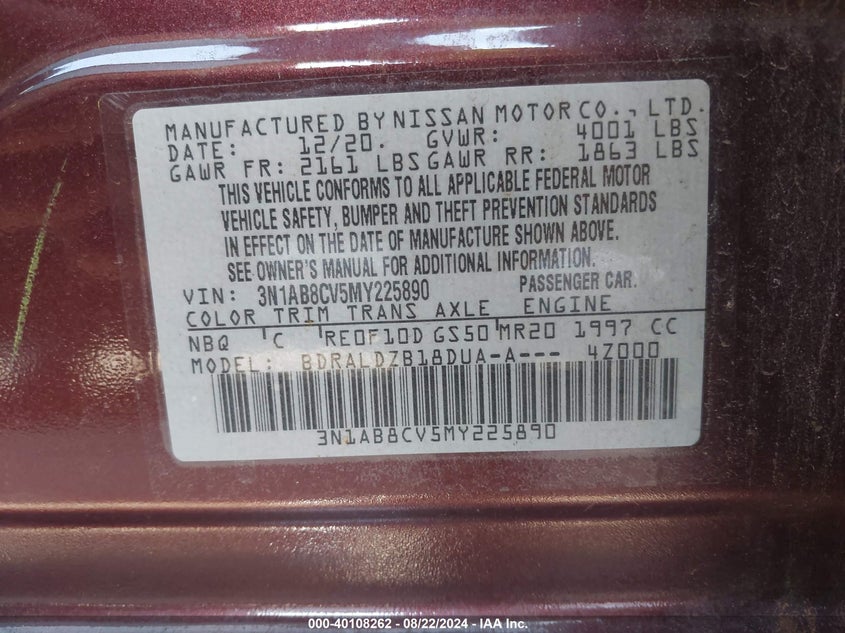 MANUFACTURED BY NISSAN MOTOR CO., LTD.
DATE: 12/20. GVWR: 4001 LBS
GAWR FR: 2161 LBS GAWR RR: 1863 LBS
THIS VEHICLE CONFORMS TO ALL APPLICABLE FEDERAL MOTOR
VEHICLE SAFETY, BUMPER AND THEFT PREVENTION STANDARDS
IN EFFECT ON THE DATE OF MANUFACTURE SHOWN ABOVE.
SEE OWNER'S MANUAL FOR ADDITIONAL INFORMATION.
VIN: 3N1AB8CV5MY225890 PASSENGER CAR.
COLOR TRIM TRANS AXLE ENGINE
NBQ 'C 'RE0F10D GS50'MR20 1997 CC
MODEL: BDRALDZB18DUA-A--- 4Z000
3N1AB8CV5MY225890
000-40108262 - 08/22/2024 - IAA Inc.